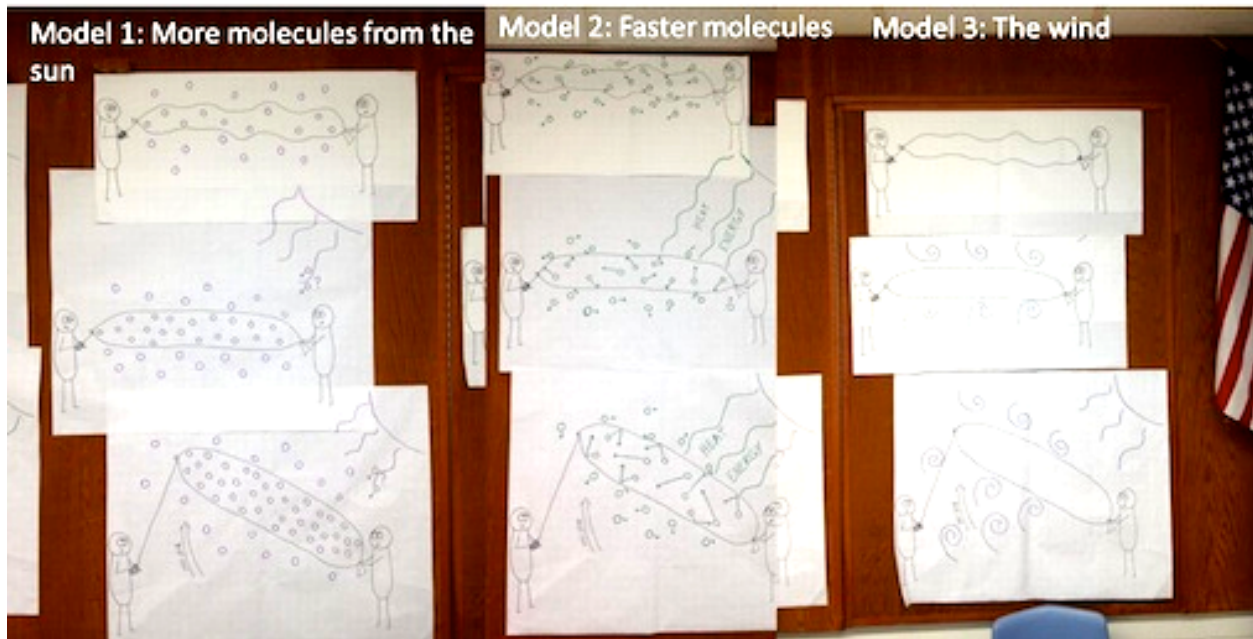 Model 1: More molecules from the
sun
Model 2: Faster molecules
Model 3: The wind
HEAT
ENERGY
HEAT
ENERGY